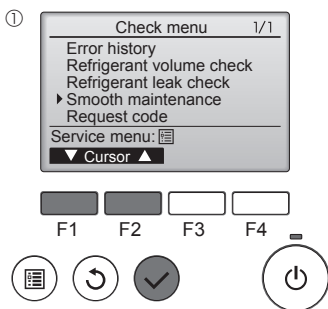 ①
Check menu 1/1
Error history
Refrigerant volume check
Refrigerant leak check
Smooth maintenance
Request code
Service menu:
▼ Cursor ▲
F1 F2 F3 F4